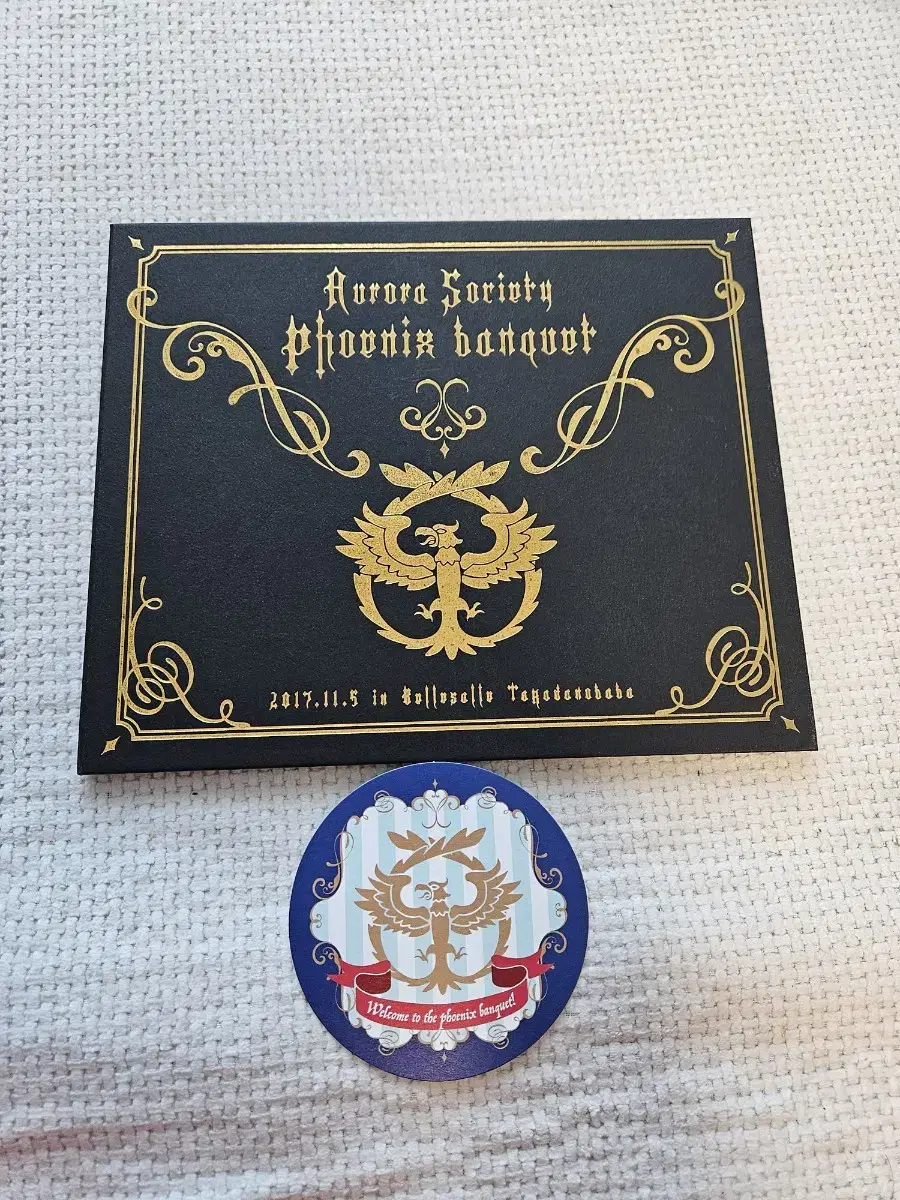 Aurora Society
Phoenix banquet
2017.11.5 in Bellesalle Takadanobaba
Welcome to the phoenix banquet!